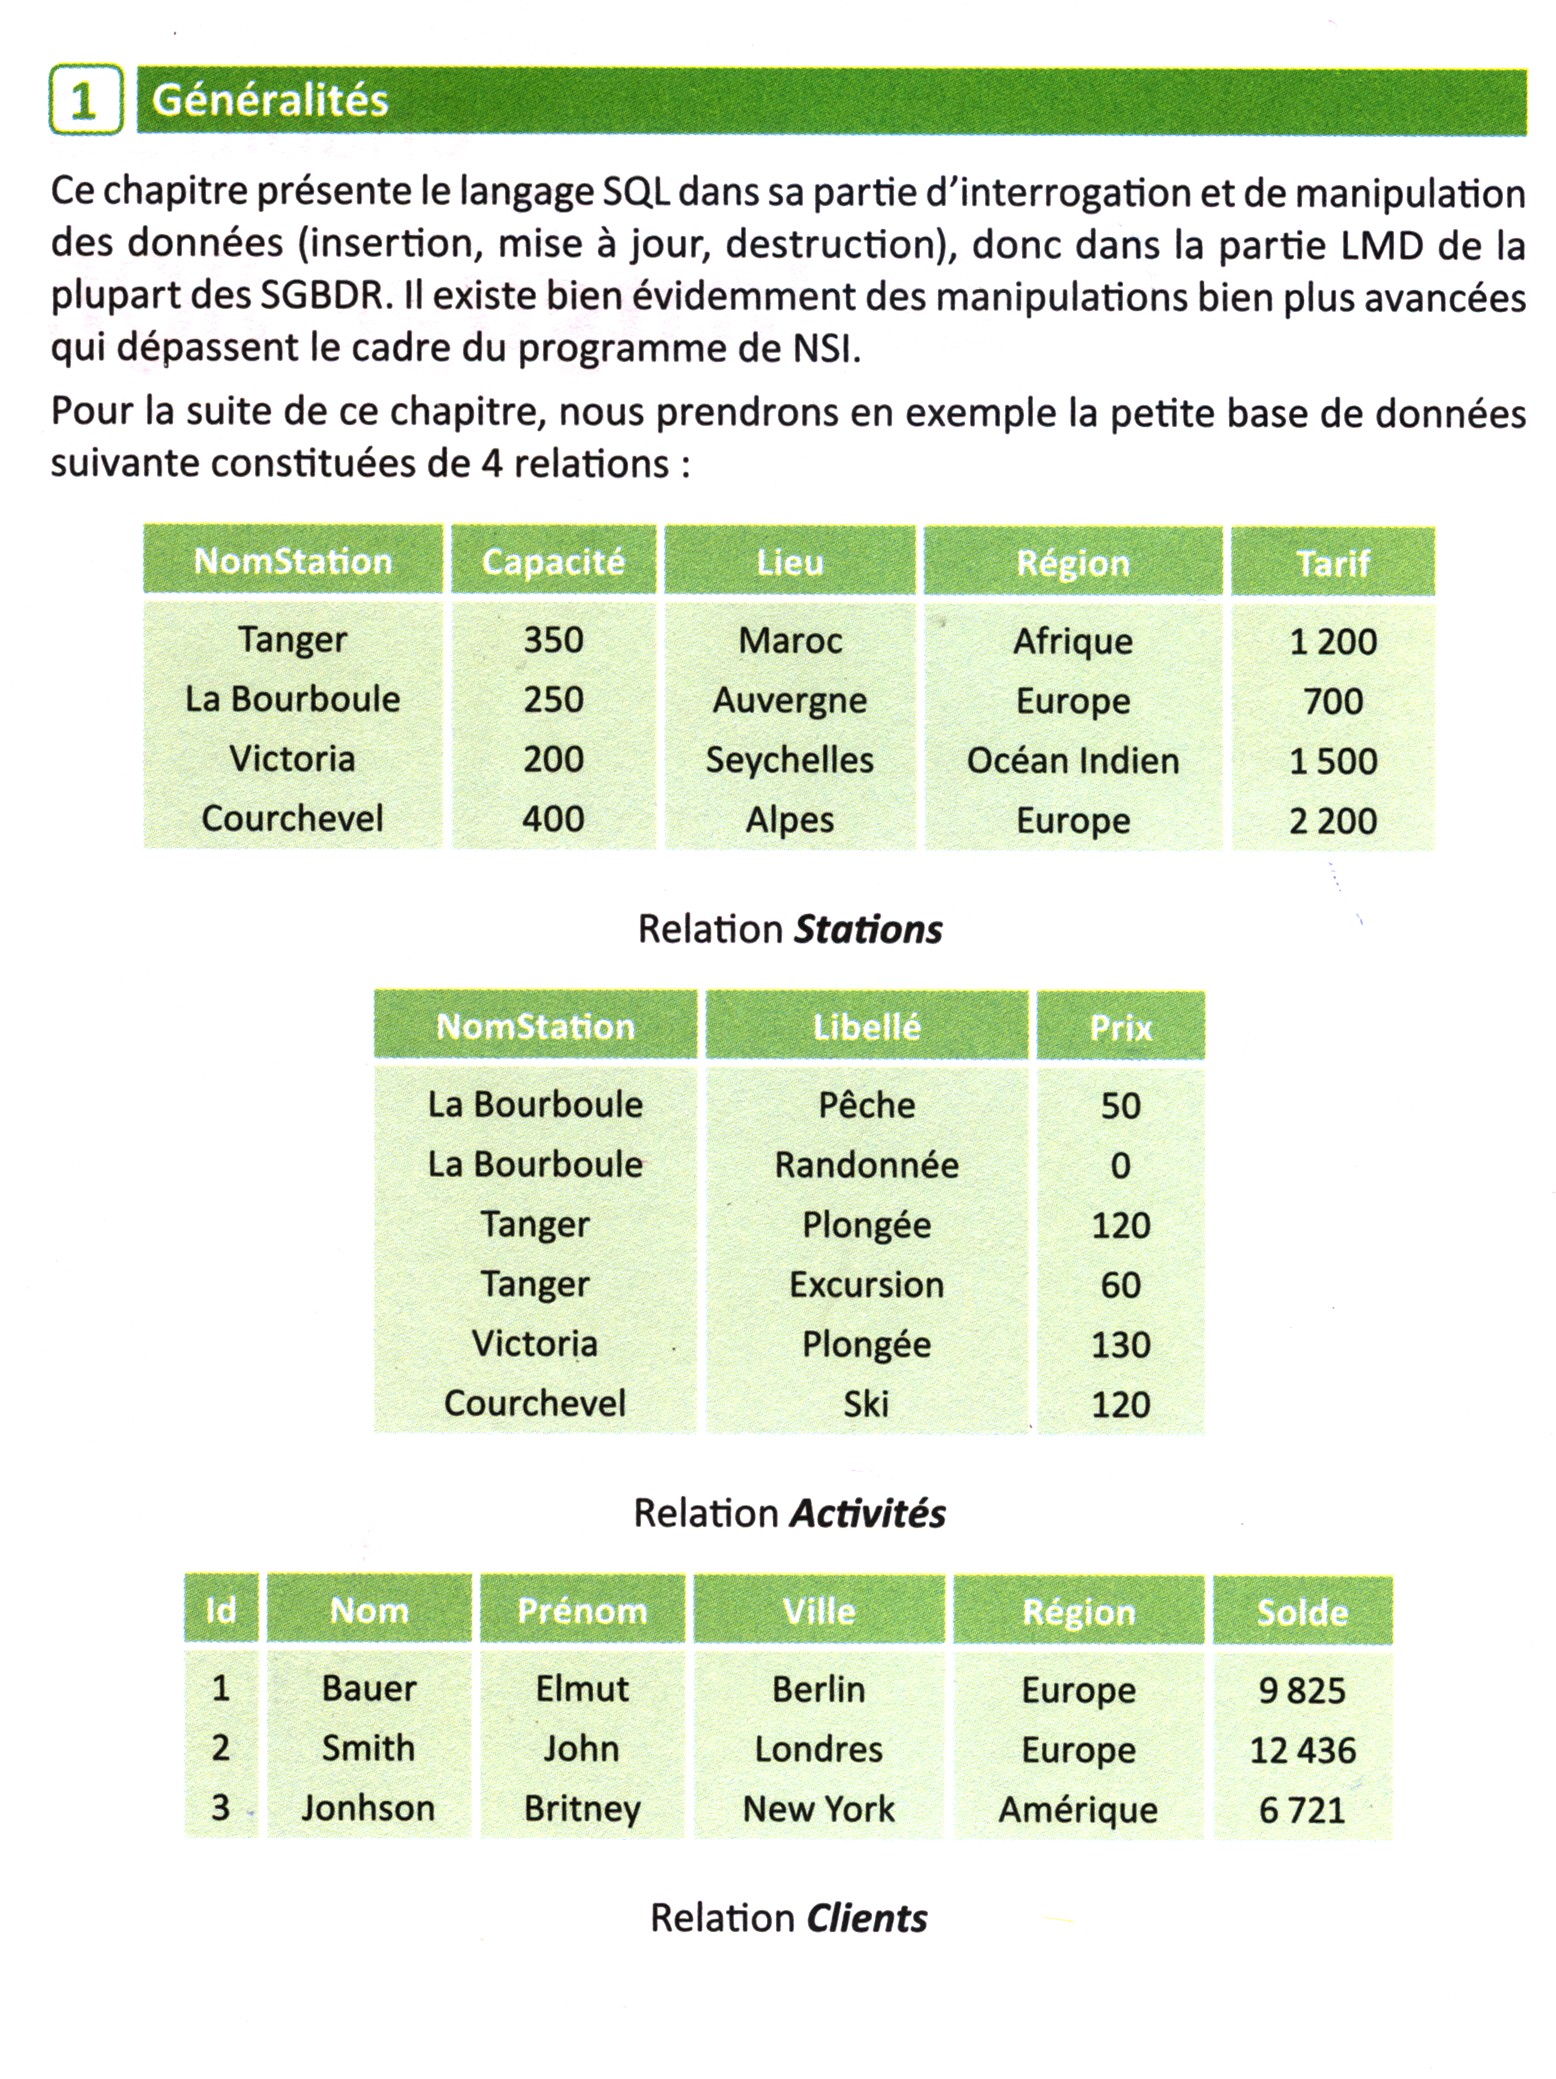 1 Généralités
Ce chapitre présente le langage SQL dans sa partie d'interrogation et de manipulation
des données (insertion, mise à jour, destruction), donc dans la partie LMD de la
plupart des SGBDR. Il existe bien évidemment des manipulations bien plus avancées
qui dépassent le cadre du programme de NSI.
Pour la suite de ce chapitre, nous prendrons en exemple la petite base de données
suivante constituées de 4 relations :
NomStation Capacité Lieu Région Tarif
Tanger 350 Maroc Afrique 1 200
La Bourboule 250 Auvergne Europe 700
Victoria 200 Seychelles Océan Indien 1 500
Courchevel 400 Alpes Europe 2 200
Relation Stations
NomStation Libellé Prix
La Bourboule Pêche 50
La Bourboule Randonnée 0
Tanger Plongée 120
Tanger Excursion 60
Victoria Plongée 130
Courchevel Ski 120
Relation Activités
Id Nom Prénom Ville Région Solde
1 Bauer Elmut Berlin Europe 9 825
2 Smith John Londres Europe 12 436
3 Jonhson Britney New York Amérique 6 721
Relation Clients